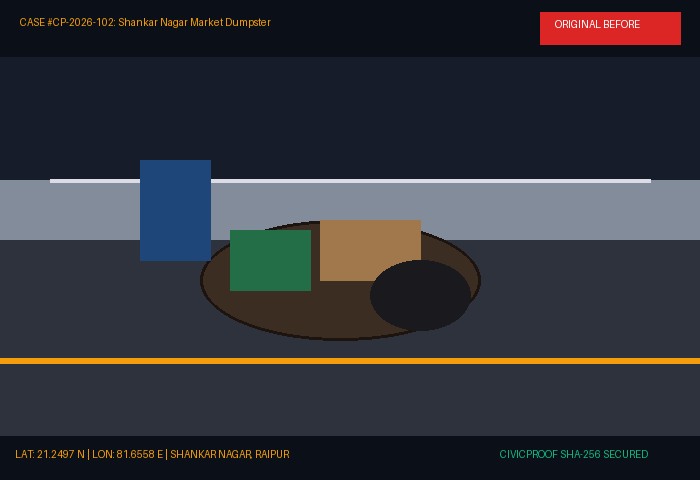 CASE #CP-2026-102: Shankar Nagar Market Dumpster
ORIGINAL BEFORE
LAT: 21.2497 N | LON: 81.6558 E | SHANKAR NAGAR, RAIPUR
CIVICPROOF SHA-256 SECURED